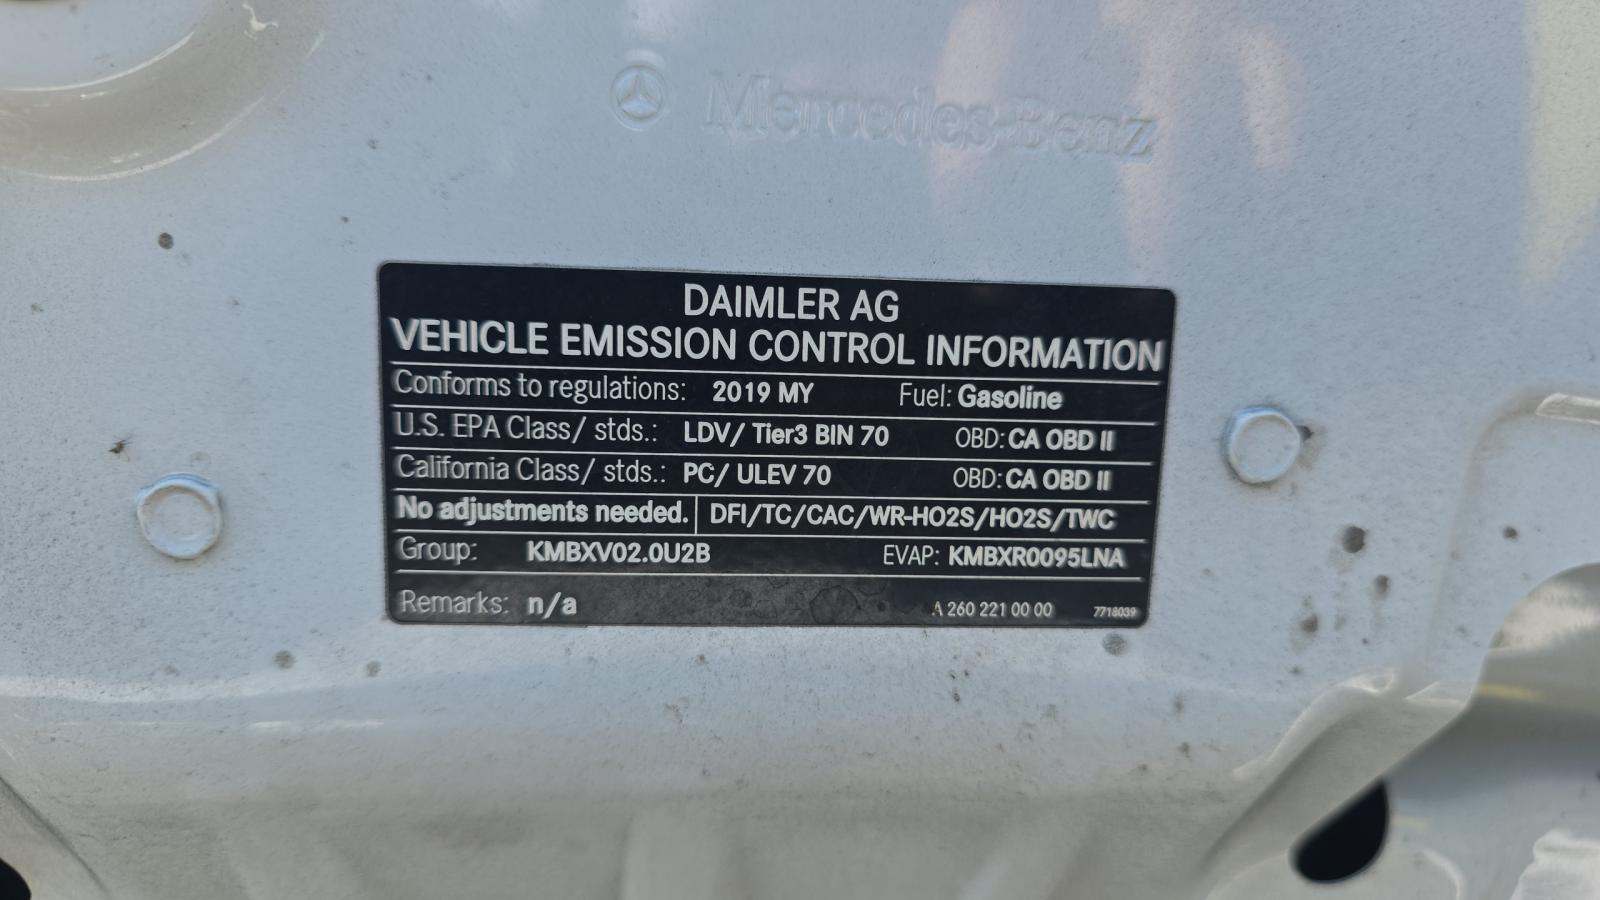 Mercedes-Benz
DAIMLER AG
VEHICLE EMISSION CONTROL INFORMATION
Conforms to regulations: 2019 MY Fuel: Gasoline
U.S. EPA Class/ stds.: LDV/ Tier3 BIN 70 OBD: CA OBD II
California Class/ stds.: PC/ ULEV 70 OBD: CA OBD II
No adjustments needed. DFI/TC/CAC/WR-HO2S/HO2S/TWC
Group: KMBXV02.0U2B EVAP: KMBXR0095LNA
Remarks: n/a A 260 221 00 00 7718039